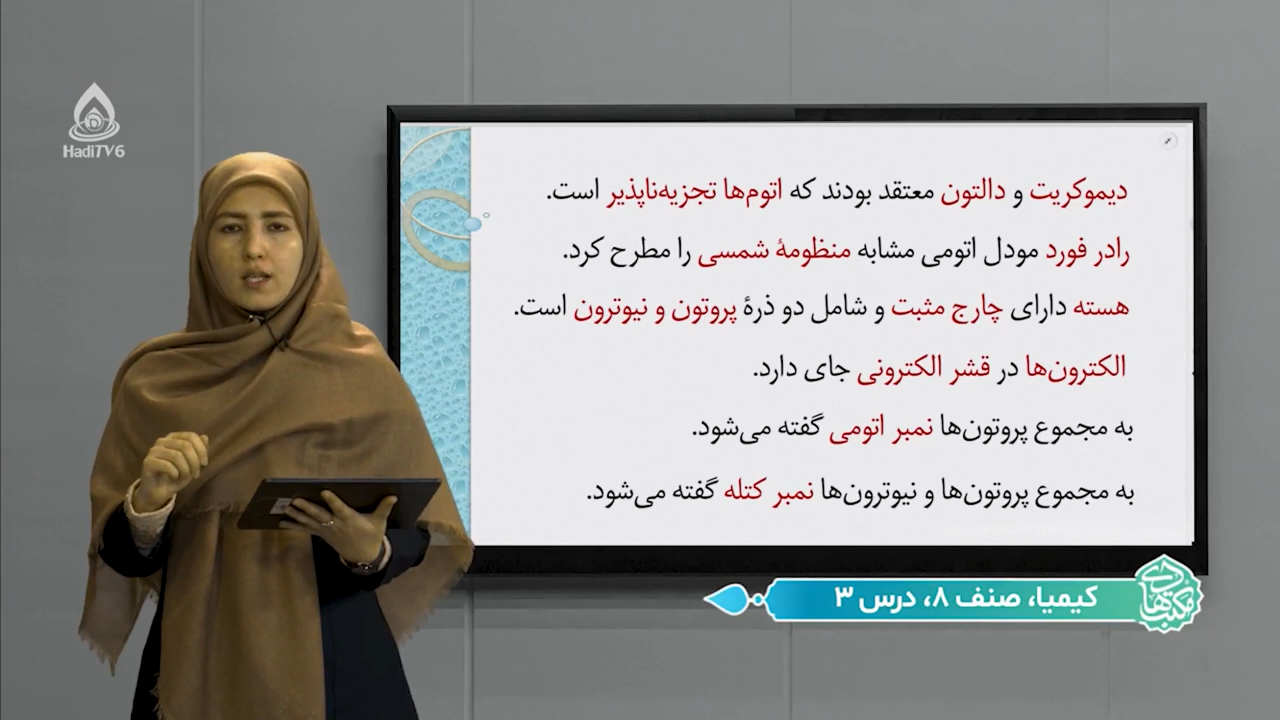 HadiTV6
دیموکریت و دالتون معتقد بودند که اتوم‌ها تجزیه‌ناپذیر است.
رادر فورد مودل اتومی مشابه منظومهٔ شمسی را مطرح کرد.
هسته دارای چارج مثبت و شامل دو ذرهٔ پروتون و نیوترون است.
الکترون‌ها در قشر الکترونی جای دارد.
به مجموع پروتون‌ها نمبر اتومی گفته می‌شود.
به مجموع پروتون‌ها و نیوترون‌ها نمبر کتله گفته می‌شود.
کیمیا، صنف ۸، درس ۳
مکتب هادی